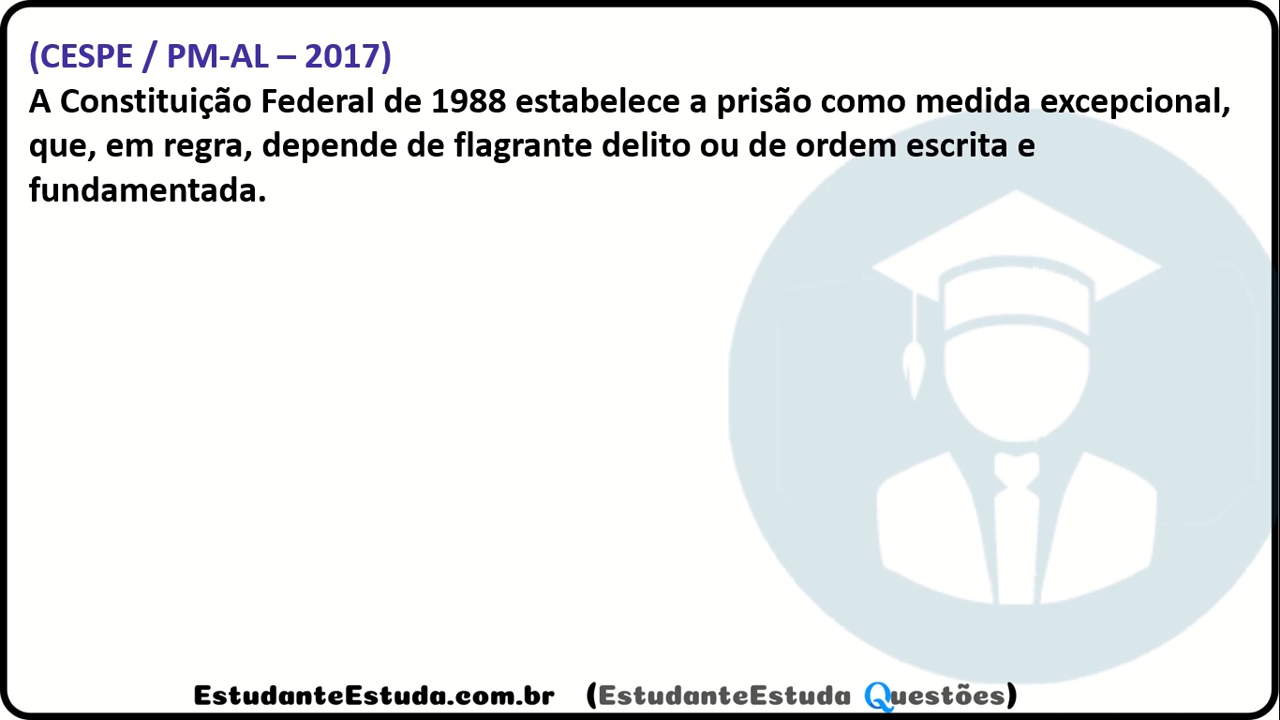 (CESPE / PM-AL – 2017)
A Constituição Federal de 1988 estabelece a prisão como medida excepcional,
que, em regra, depende de flagrante delito ou de ordem escrita e
fundamentada.
EstudanteEstuda.com.br (EstudanteEstuda Questões)